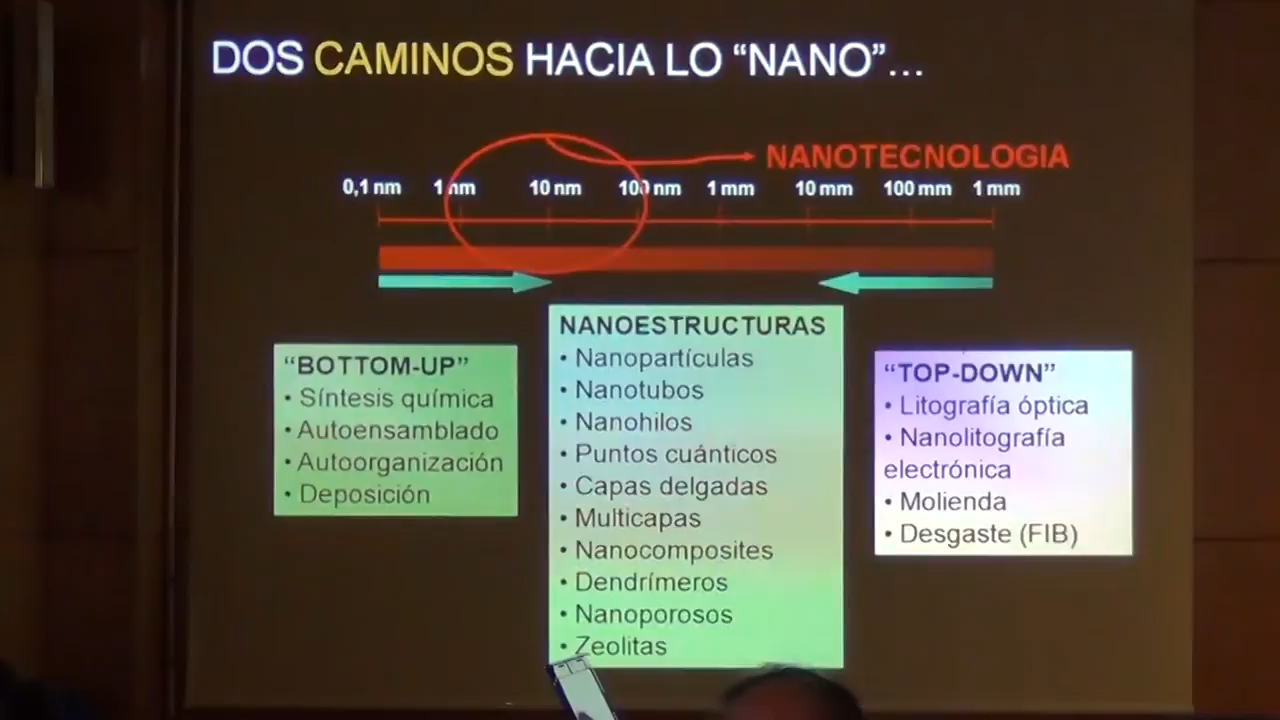 DOS CAMINOS HACIA LO “NANO”...
NANOTECNOLOGIA
0,1 nm 1 nm 10 nm 100 nm 1 mm 10 mm 100 mm 1 mm
“BOTTOM-UP”
• Síntesis química
• Autoensamblado
• Autoorganización
• Deposición
NANOESTRUCTURAS
• Nanopartículas
• Nanotubos
• Nanohilos
• Puntos cuánticos
• Capas delgadas
• Multicapas
• Nanocomposites
• Dendrímeros
• Nanoporosos
• Zeolitas
“TOP-DOWN”
• Litografía óptica
• Nanolitografía
electrónica
• Molienda
• Desgaste (FIB)